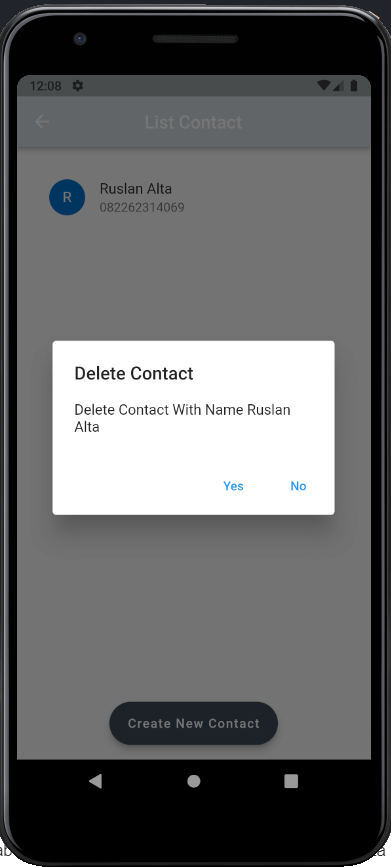 12:08
List Contact
R
Ruslan Alta
082262314069
Delete Contact
Delete Contact With Name Ruslan
Alta
Yes
No
Create New Contact